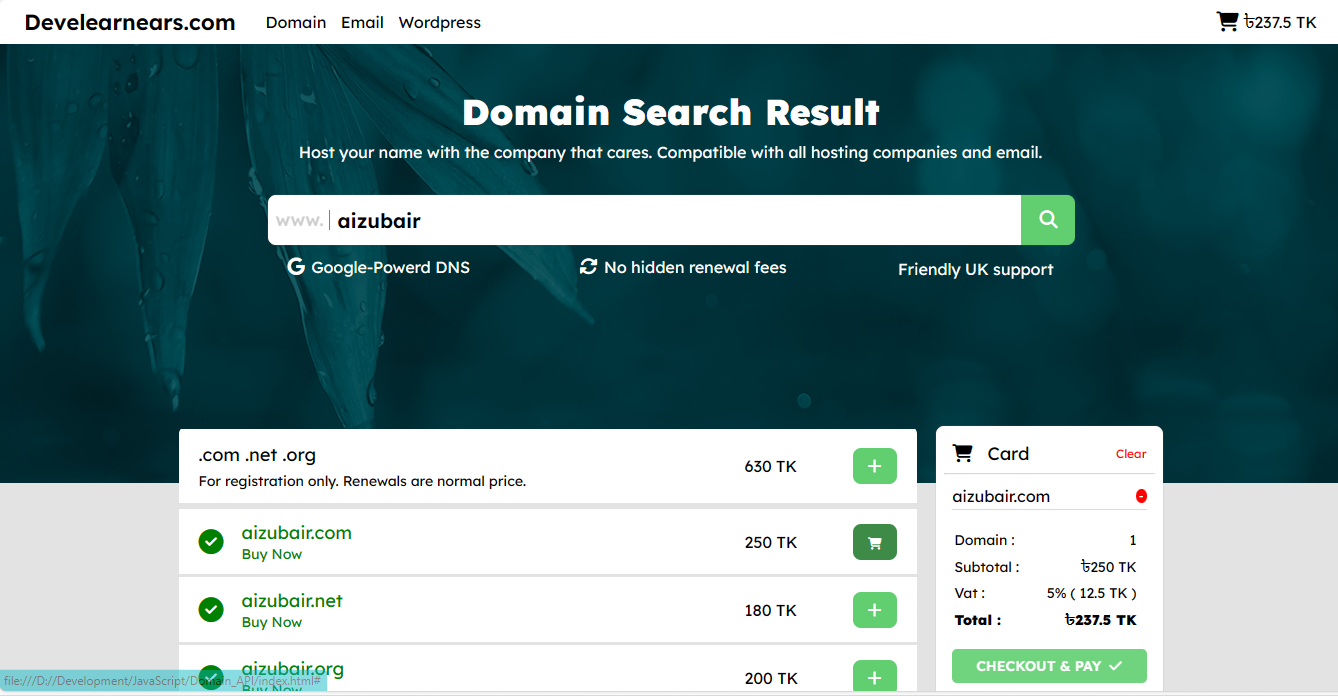 Develearnears.com Domain Email Wordpress ৳237.5 TK
Domain Search Result
Host your name with the company that cares. Compatible with all hosting companies and email.
www. aizubair
Google-Powerd DNS No hidden renewal fees Friendly UK support
.com .net .org
For registration only. Renewals are normal price.
630 TK
aizubair.com
Buy Now
250 TK
aizubair.net
Buy Now
180 TK
aizubair.org
Buy Now
200 TK
Card Clear
aizubair.com
Domain : 1
Subtotal : ৳250 TK
Vat : 5% ( 12.5 TK )
Total : ৳237.5 TK
CHECKOUT & PAY
file:///D://Development/JavaScript/Domain_API/index.html#